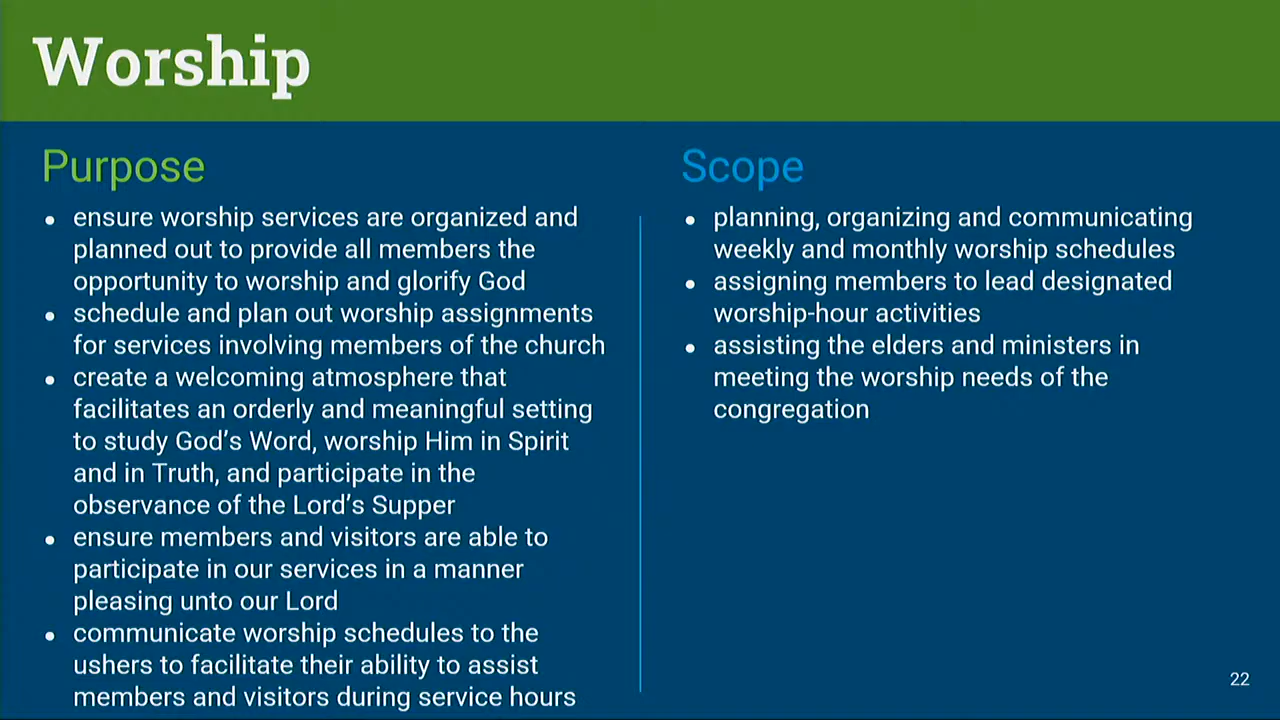 Worship
Purpose
• ensure worship services are organized and
planned out to provide all members the
opportunity to worship and glorify God
• schedule and plan out worship assignments
for services involving members of the church
• create a welcoming atmosphere that
facilitates an orderly and meaningful setting
to study God’s Word, worship Him in Spirit
and in Truth, and participate in the
observance of the Lord’s Supper
• ensure members and visitors are able to
participate in our services in a manner
pleasing unto our Lord
• communicate worship schedules to the
ushers to facilitate their ability to assist
members and visitors during service hours
Scope
• planning, organizing and communicating
weekly and monthly worship schedules
• assigning members to lead designated
worship-hour activities
• assisting the elders and ministers in
meeting the worship needs of the
congregation
22